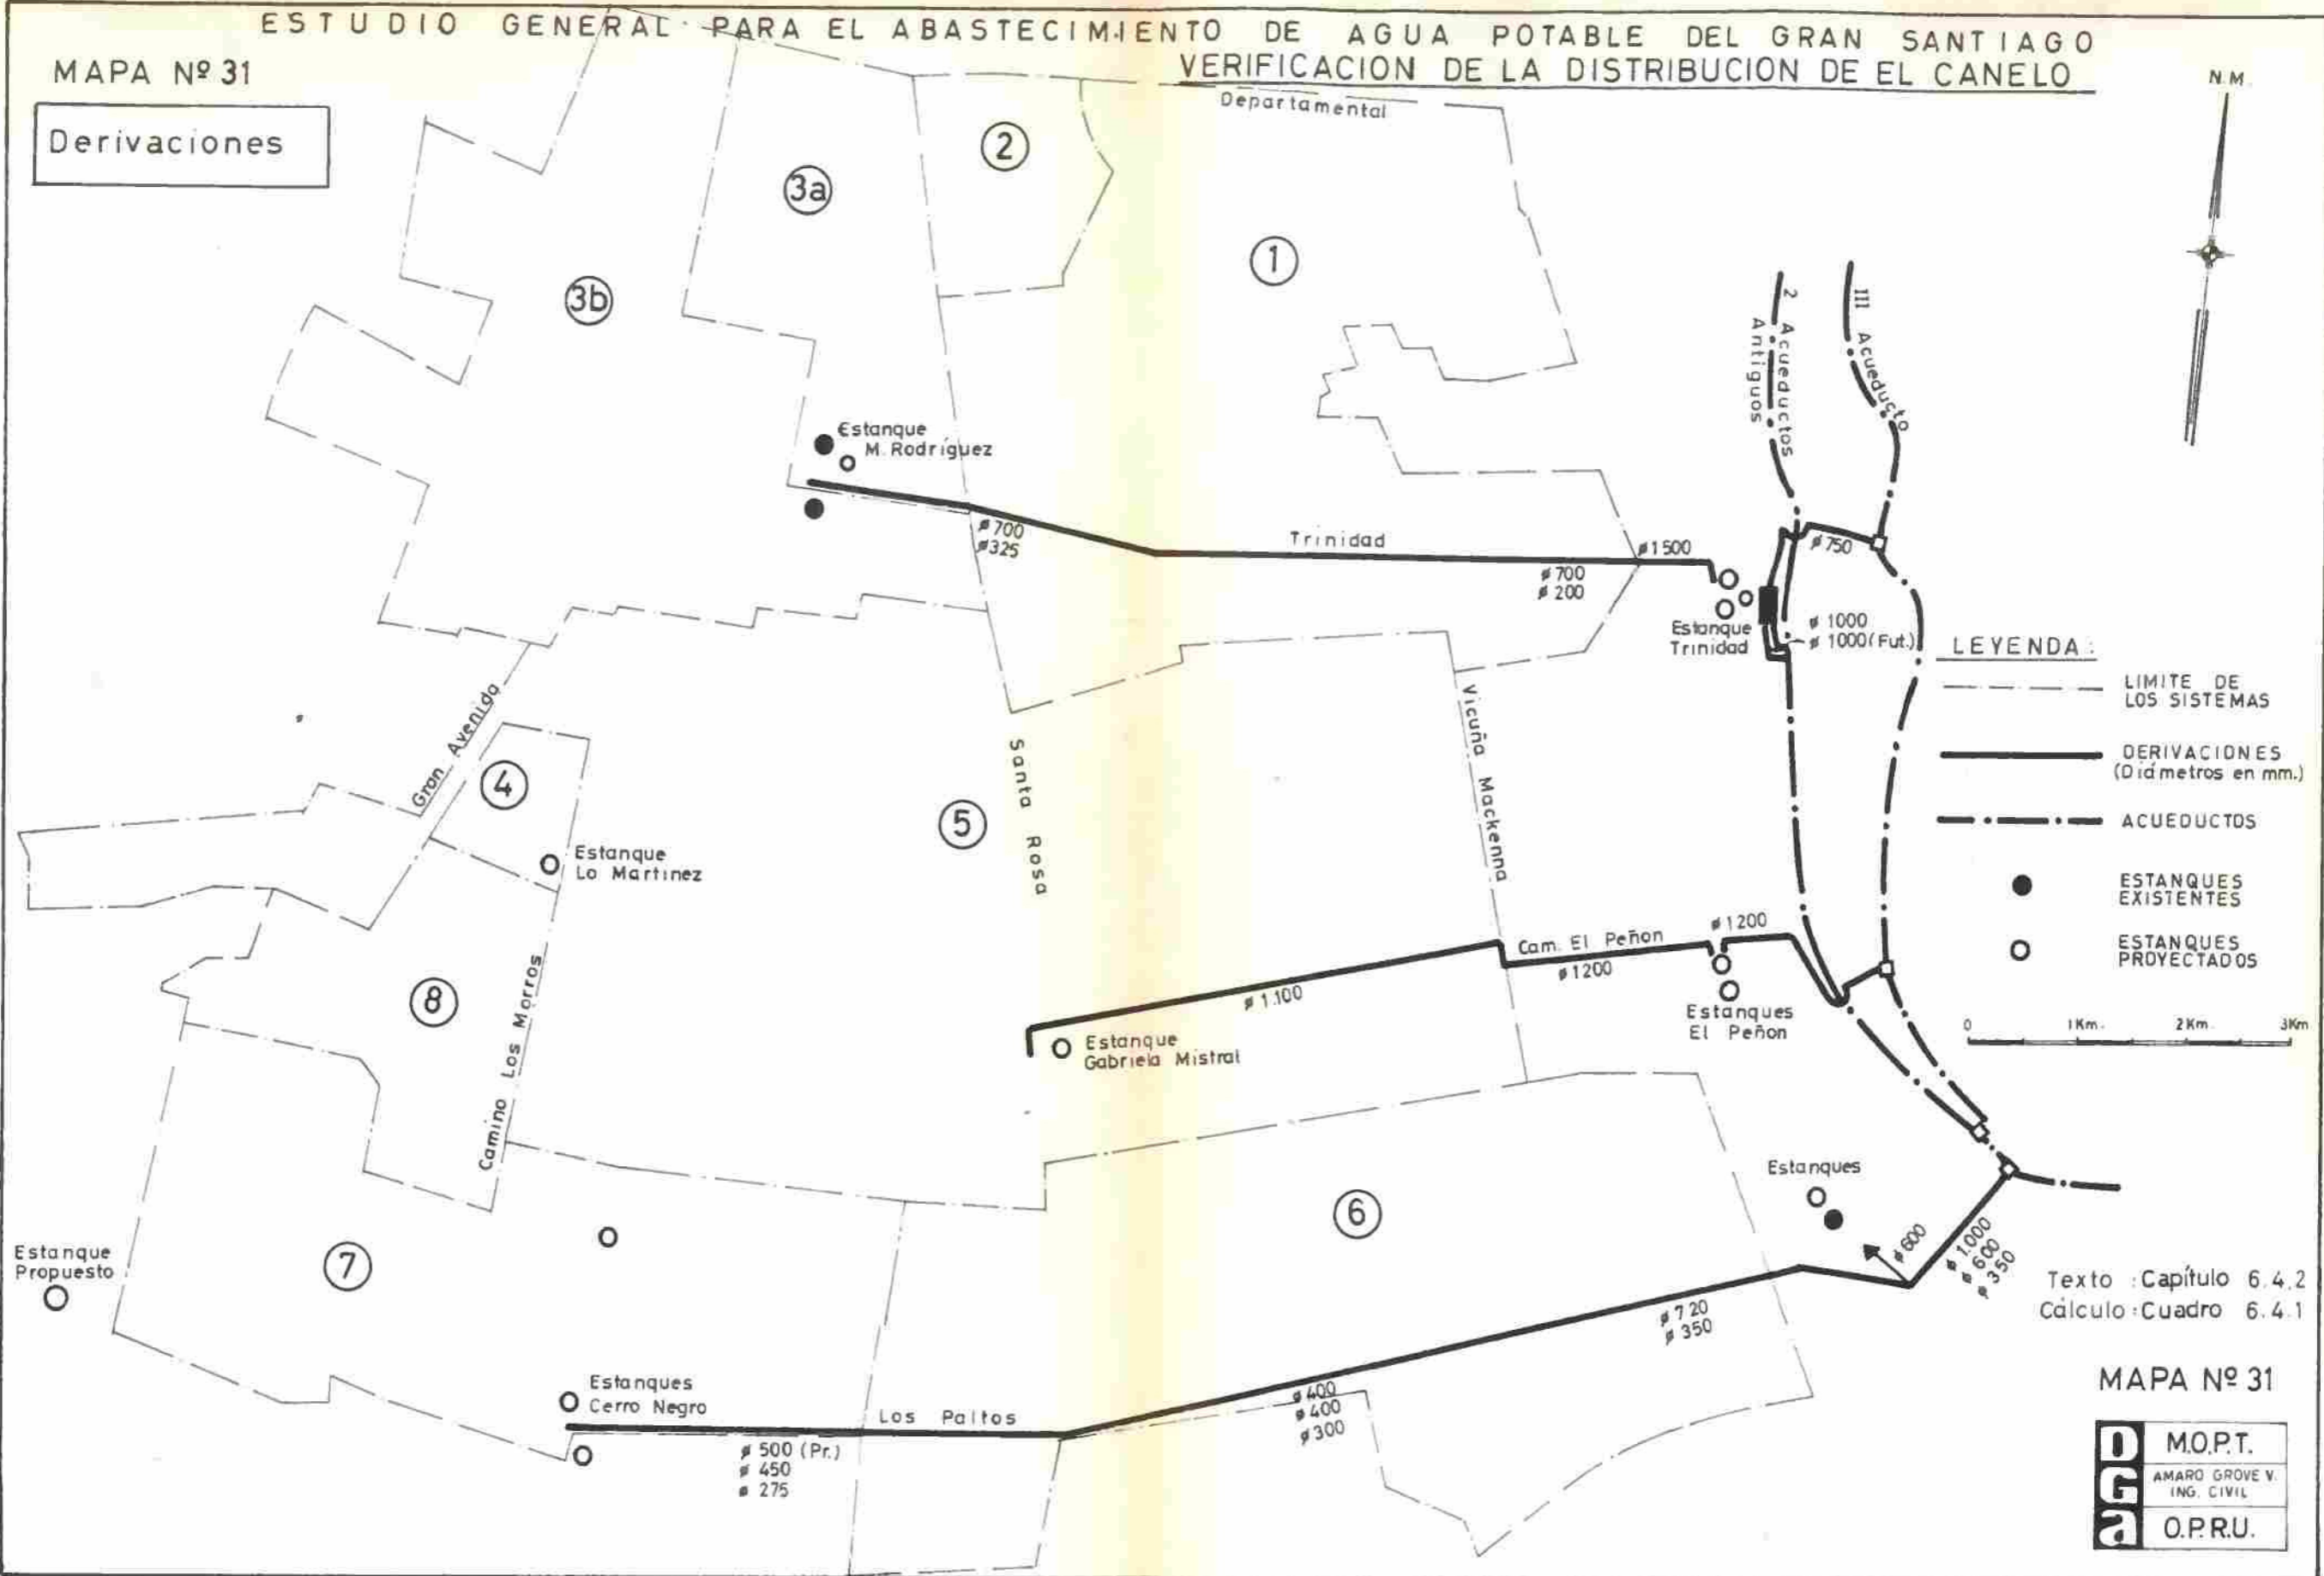 ESTUDIO GENERAL PARA EL ABASTECIMIENTO DE AGUA POTABLE DEL GRAN SANTIAGO
VERIFICACION DE LA DISTRIBUCION DE EL CANELO
MAPA Nº 31
Derivaciones
N.M.
Departamental
2
3a
1
3b
2 Acueductos
Antiguos
III Acueducto
Estanque
M. Rodríguez
ø 700
ø 325
Trinidad
ø 1500
ø 700
ø 200
ø 750
Estanque
Trinidad
ø 1000
ø 1000 (Fut.)
LEYENDA :
LIMITE DE
LOS SISTEMAS
DERIVACIONES
(Diámetros en mm.)
ACUEDUCTOS
ESTANQUES
EXISTENTES
ESTANQUES
PROYECTADOS
0 1Km. 2Km. 3Km
Gran Avenida
4
Estanque
Lo Martinez
5
Santa Rosa
Vicuña Mackenna
8
Camino Los Morros
Cam. El Peñon
ø 1200
ø 1200
ø 1.100
Estanques
El Peñon
Estanque
Gabriela Mistral
6
Estanques
ø 600
ø 1.000
ø 600
ø 350
Estanque
Propuesto
7
Estanques
Cerro Negro
Los Paltos
ø 500 (Pr.)
ø 450
ø 275
ø 400
ø 400
ø 300
ø 720
ø 350
Texto : Capítulo 6.4.2
Cálculo : Cuadro 6.4.1
MAPA Nº 31
DGa
M.O.P.T.
AMARO GROVE V.
ING. CIVIL
O.P.R.U.